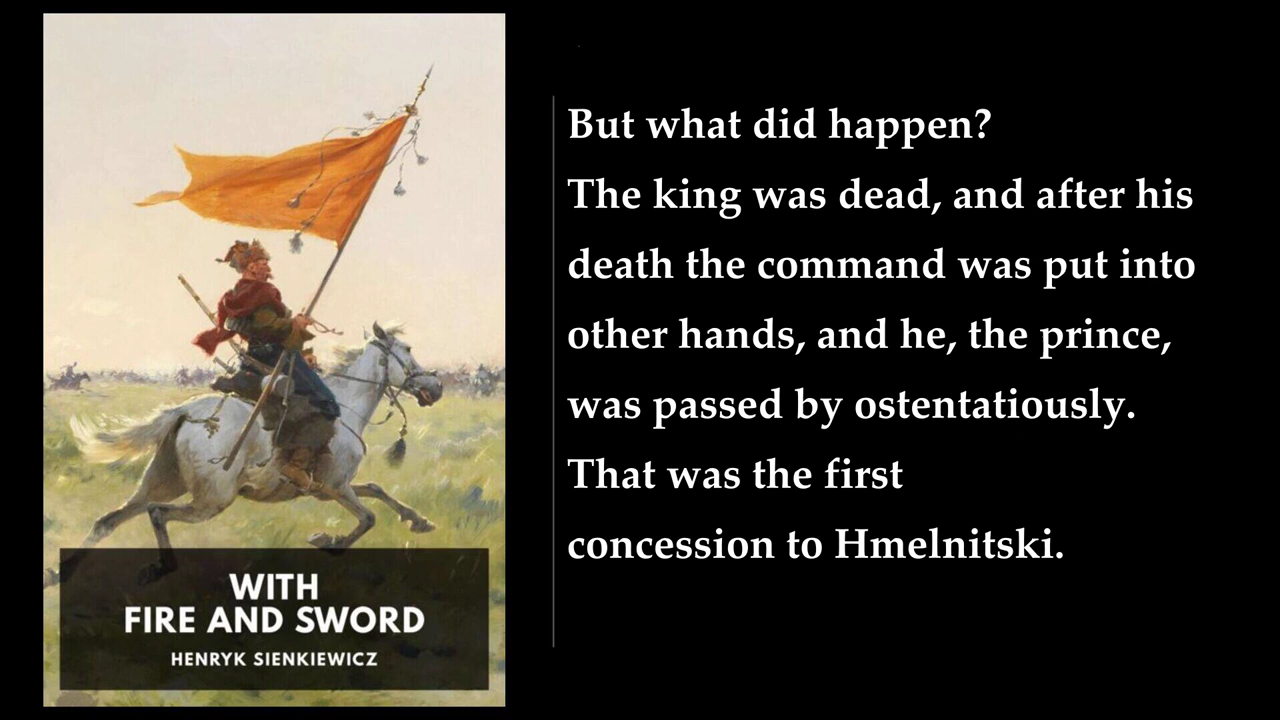 WITH
FIRE AND SWORD
HENRYK SIENKIEWICZ
But what did happen?
The king was dead, and after his
death the command was put into
other hands, and he, the prince,
was passed by ostentatiously.
That was the first
concession to Hmelnitski.